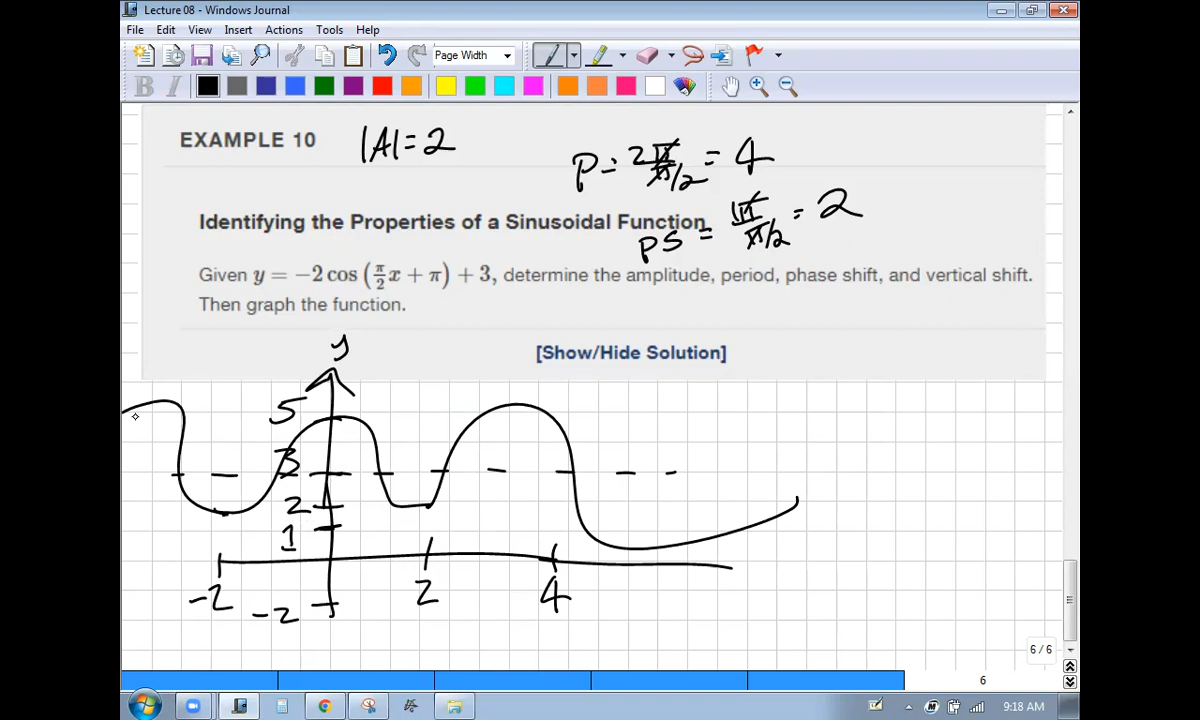 Lecture 08 - Windows Journal
File Edit View Insert Actions Tools Help
Page Width
B I
EXAMPLE 10 |A| = 2
P = 2π/π/2 = 4
Identifying the Properties of a Sinusoidal Function
PS = π/π/2 = 2
Given y = −2 cos (π/2 x + π) + 3, determine the amplitude, period, phase shift, and vertical shift.
Then graph the function.
[Show/Hide Solution]
y
5
3
2
1
-2 2 4
-2
6 / 6
6
9:18 AM